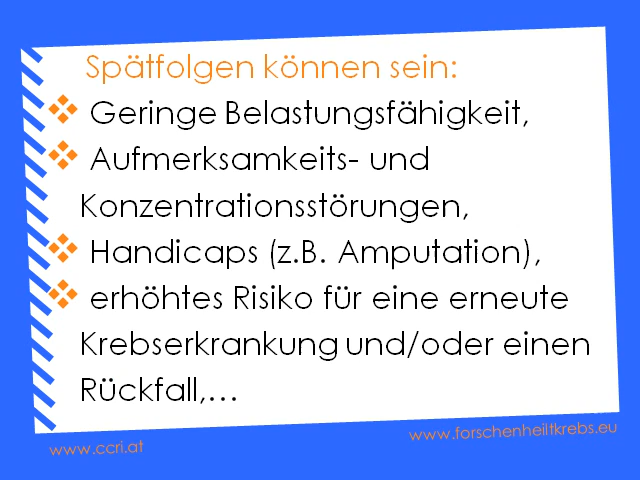 Spätfolgen können sein:
Geringe Belastungsfähigkeit,
Aufmerksamkeits- und
Konzentrationsstörungen,
Handicaps (z.B. Amputation),
erhöhtes Risiko für eine erneute
Krebserkrankung und/oder einen
Rückfall,...
www.ccri.at
www.forschenheiltkrebs.eu